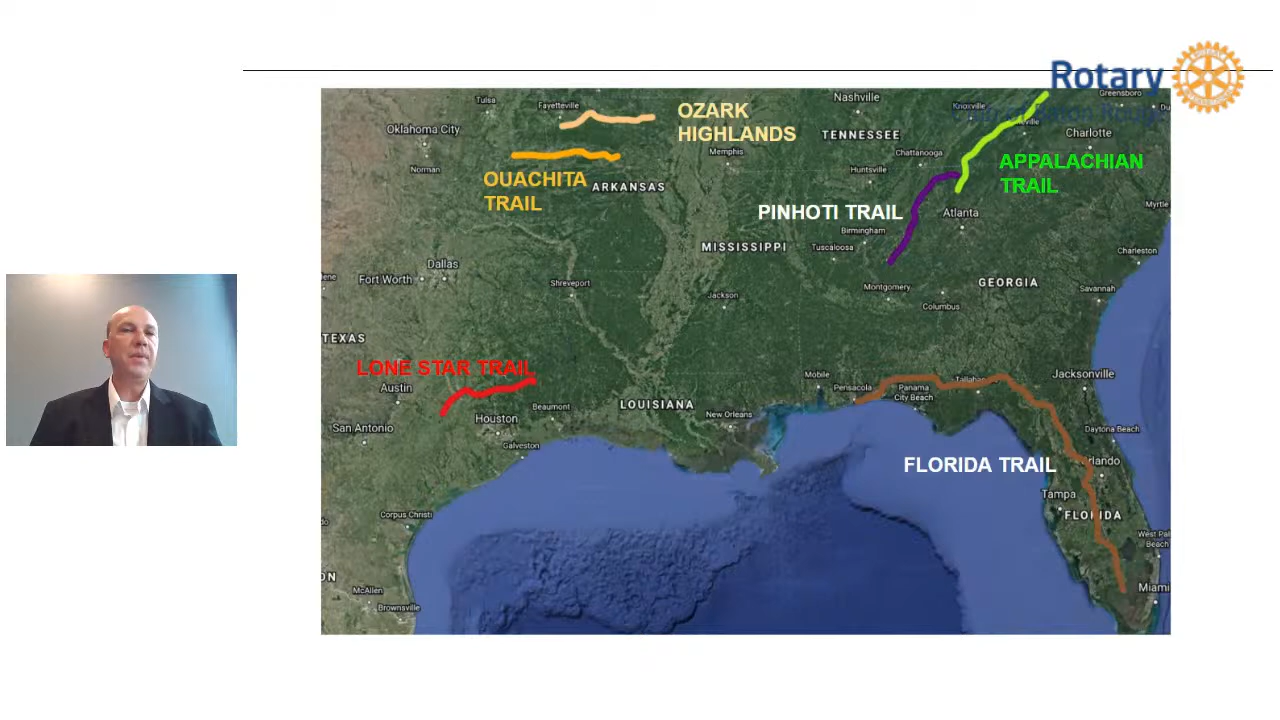 Rotary
OZARK
HIGHLANDS
OUACHITA
TRAIL
APPALACHIAN
TRAIL
PINHOTI TRAIL
LONE STAR TRAIL
FLORIDA TRAIL
Tulsa
Fayetteville
Nashville
Knoxville
Greensboro
Oklahoma City
TENNESSEE
Charlotte
Memphis
Chattanooga
Norman
Huntsville
ARKANSAS
Myrtle
Atlanta
Birmingham
Tuscaloosa
MISSISSIPPI
Charleston
Dallas
Fort Worth
Shreveport
Jackson
Montgomery
GEORGIA
Savannah
Columbus
TEXAS
Austin
Mobile
Pensacola
Panama
City Beach
Tallahas
Jacksonville
Beaumont
LOUISIANA
New Orleans
Houston
San Antonio
Galveston
Daytona Beach
Orlando
Tampa
FLORIDA
Corpus Christi
West Pal
Beach
McAllen
Miami
Brownsville